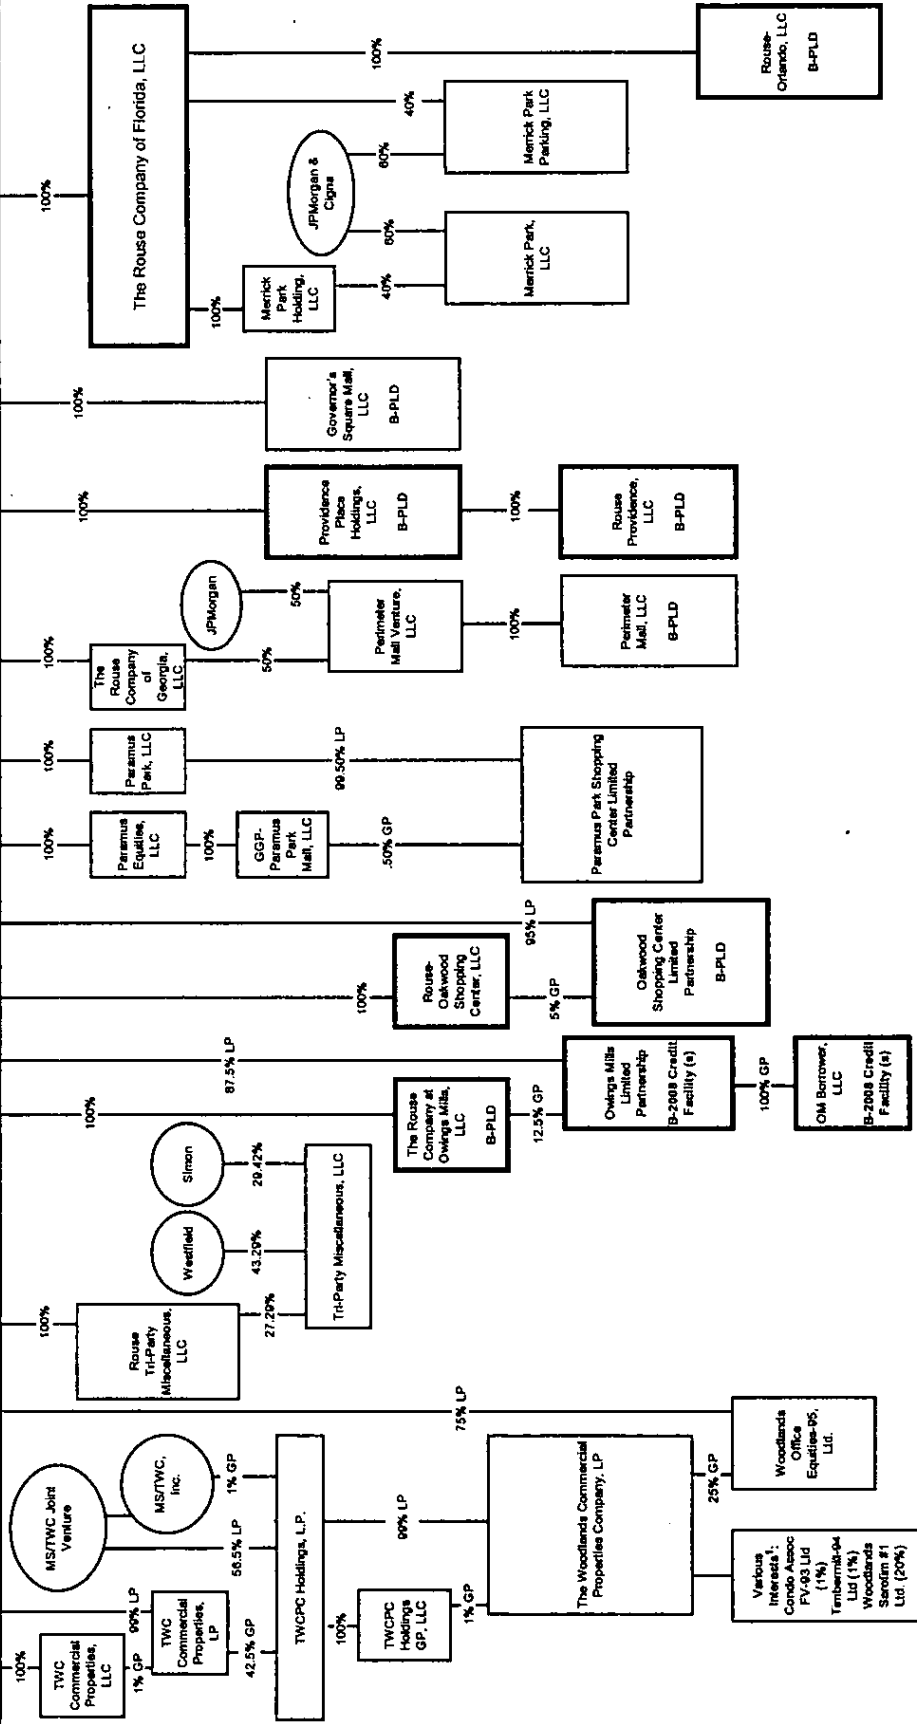 100%
TWC
Commercial
Properties,
LLC
1% GP
99% LP
TWC
Commercial
Properties,
LP
42.5% GP
MS/TWC Joint
Venture
MS/TWC,
Inc.
56.5% LP
1% GP
TWCPC Holdings, L.P.
100%
TWCPC
Holdings
GP, LLC
1% GP
99% LP
The Woodlands Commercial
Properties Company, LP
Various
Interests¹:
Condo Assoc
FV-93 Ltd
(1%)
Timbermill-94
Ltd (1%)
Woodlands
Sarofim #1
Ltd. (20%)
25% GP
75% LP
Woodlands
Office
Equities-95,
Ltd.
100%
Rouse
Tri-Party
Miscellaneous,
LLC
27.29%
Westfield
43.29%
Simon
29.42%
Tri-Party Miscellaneous, LLC
100%
The Rouse
Company at
Owings Mills,
LLC
B-PLD
12.5% GP
87.5% LP
Owings Mills
Limited
Partnership
B-2008 Credit
Facility (s)
100% GP
OM Borrower,
LLC
B-2008 Credit
Facility (s)
100%
Rouse-
Oakwood
Shopping
Center, LLC
5% GP
95% LP
Oakwood
Shopping Center
Limited
Partnership
B-PLD
100%
Paramus
Equities,
LLC
100%
GGP-
Paramus
Park
Mall, LLC
.50% GP
100%
Paramus
Park, LLC
99.50% LP
Paramus Park Shopping
Center Limited
Partnership
100%
The
Rouse
Company
of
Georgia,
LLC
50%
JPMorgan
50%
Perimeter
Mall Venture,
LLC
100%
Perimeter
Mall, LLC
B-PLD
100%
Providence
Place
Holdings,
LLC
B-PLD
100%
Rouse
Providence,
LLC
B-PLD
100%
Governor's
Square Mall,
LLC
B-PLD
100%
The Rouse Company of Florida, LLC
100%
Merrick
Park
Holding,
LLC
40%
JPMorgan &
Cigna
60%
60%
40%
Merrick Park,
LLC
Merrick Park
Parking, LLC
100%
Rouse-
Orlando, LLC
B-PLD